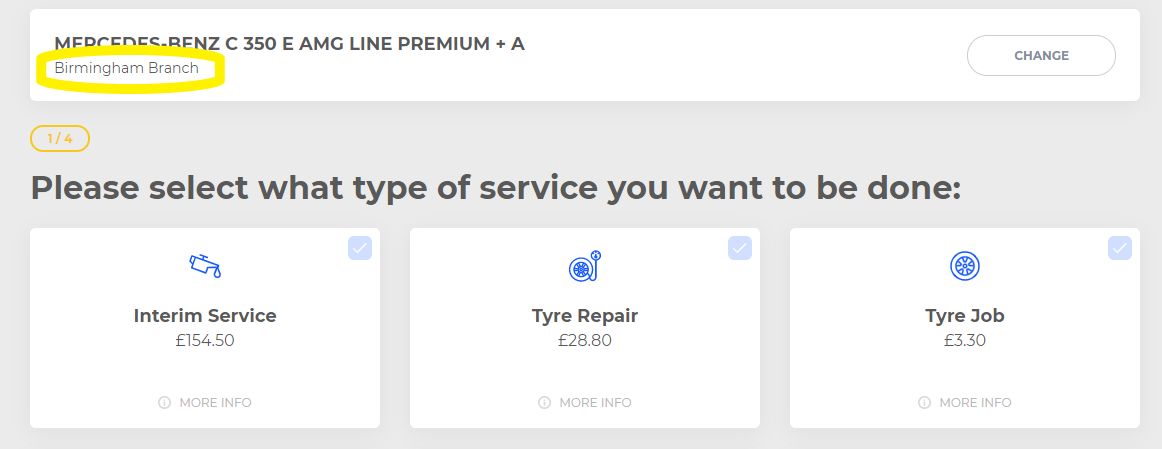 MERCEDES-BENZ C 350 E AMG LINE PREMIUM + A
Birmingham Branch
CHANGE
1 / 4
Please select what type of service you want to be done:
Interim Service
£154.50
MORE INFO
Tyre Repair
£28.80
MORE INFO
Tyre Job
£3.30
MORE INFO